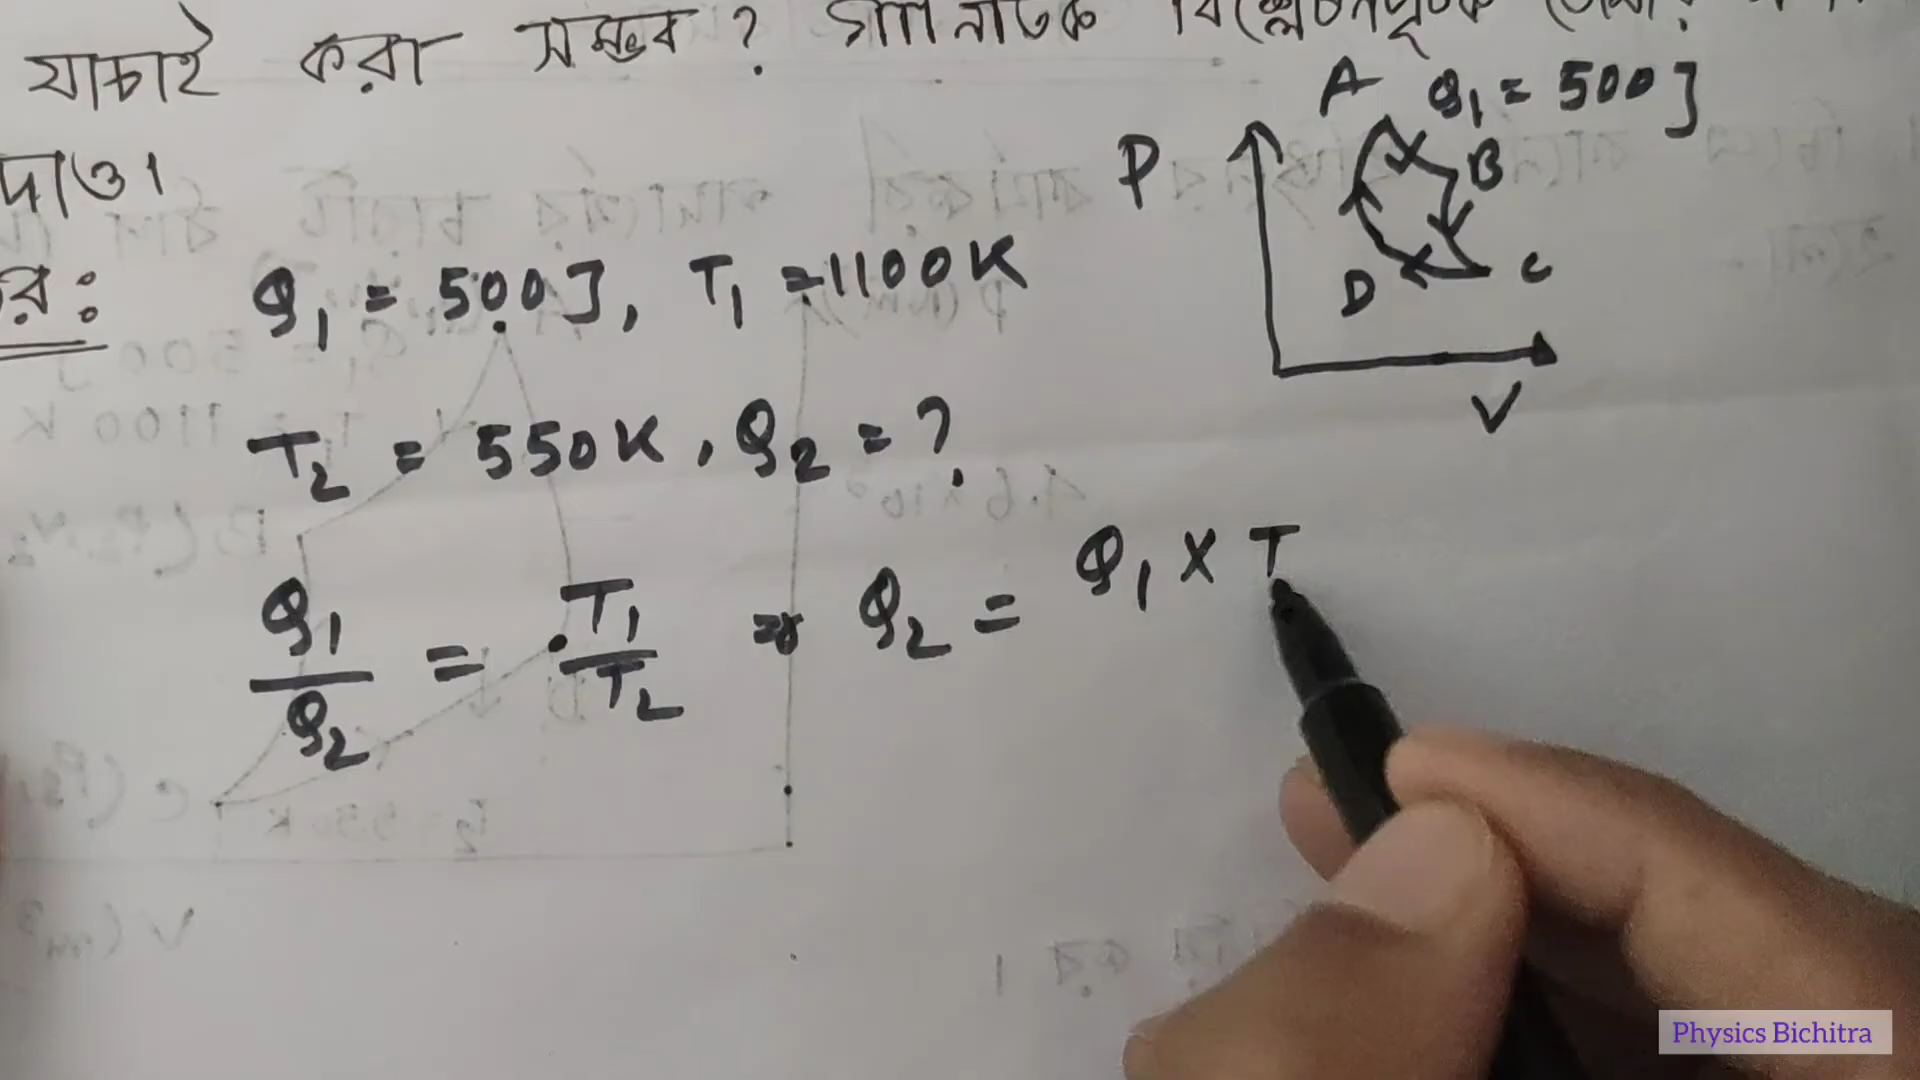 যাচাই করা সম্ভব ? গাণিতিক বিশ্লেষণপূর্বক
দাও।
A Q₁ = 500 J
P
B
C
D
V
Q₁ = 500 J, T₁ = 1100 K
T₂ = 550 K, Q₂ = ?
Q₁/Q₂ = T₁/T₂ ⇒ Q₂ = Q₁ × T
Physics Bichitra